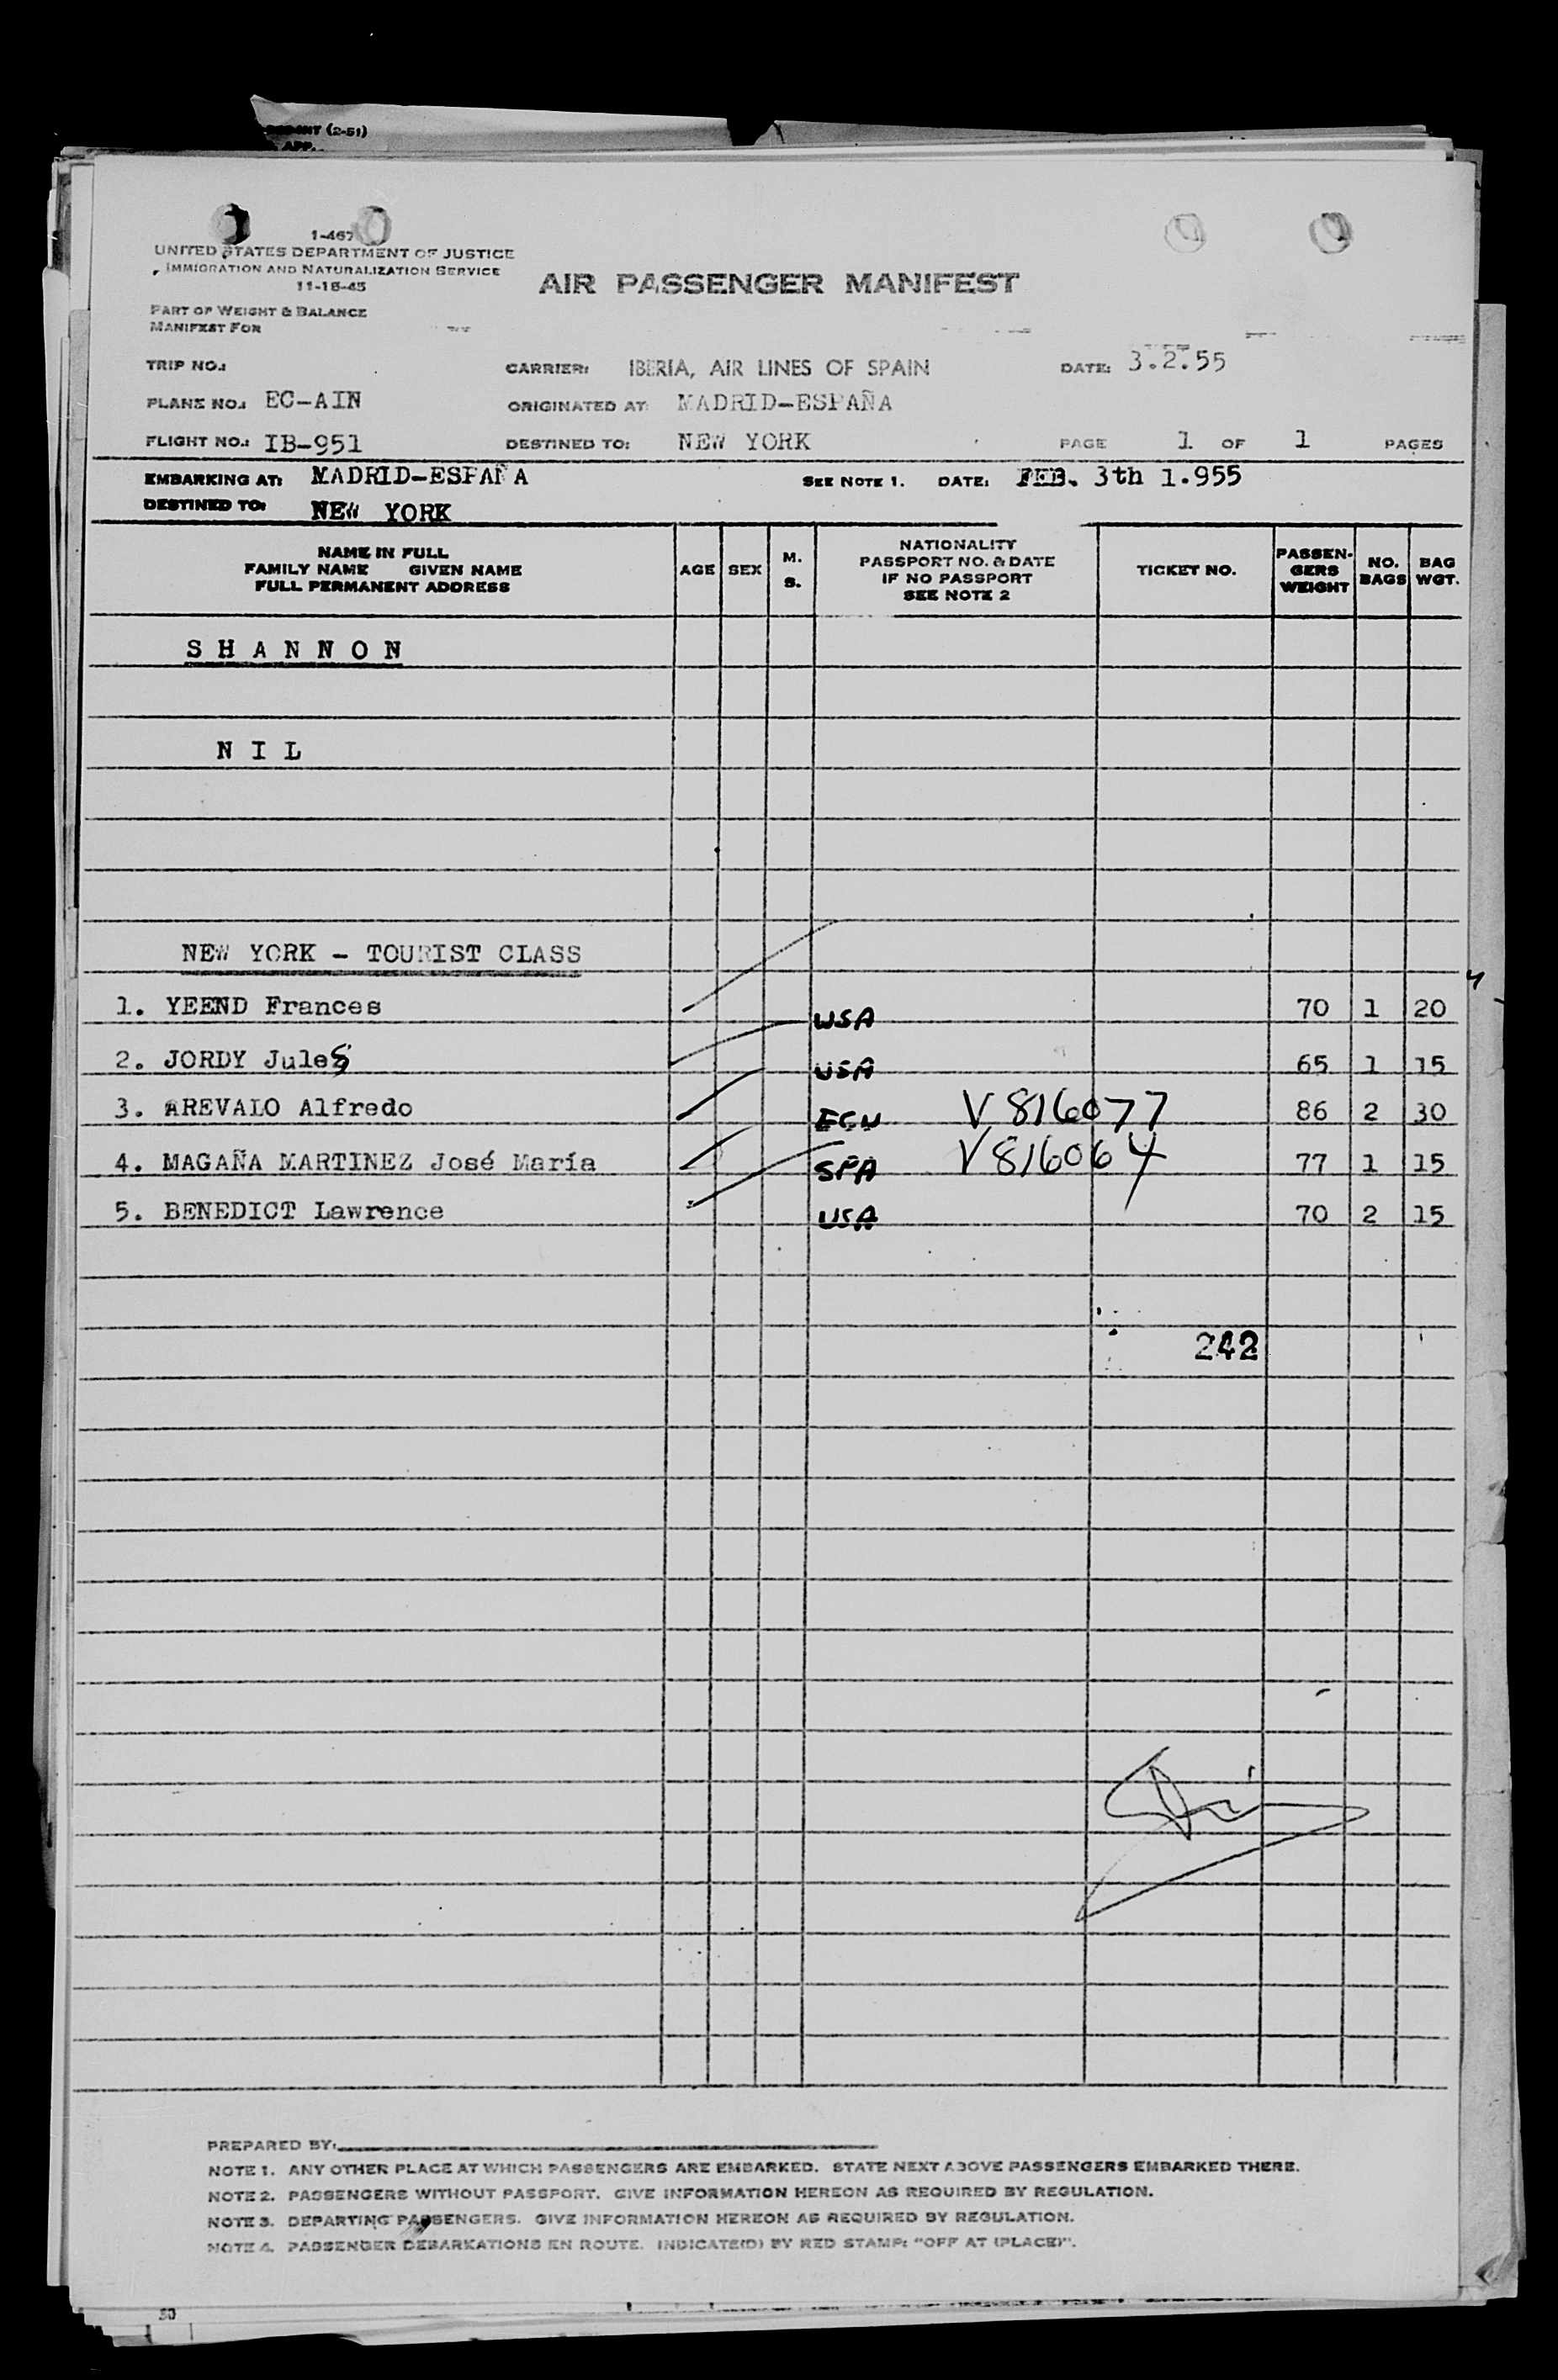 1-467
UNITED STATES DEPARTMENT OF JUSTICE
IMMIGRATION AND NATURALIZATION SERVICE
11-18-45
AIR PASSENGER MANIFEST
PART OF WEIGHT & BALANCE
MANIFEST FOR
TRIP NO.: CARRIER: IBERIA, AIR LINES OF SPAIN DATE: 3.2.55
PLANE NO.: EC-AIN ORIGINATED AT: MADRID-ESPAÑA
FLIGHT NO.: IB-951 DESTINED TO: NEW YORK PAGE 1 OF 1 PAGES
EMBARKING AT: MADRID-ESPAÑA SEE NOTE 1. DATE: FEB. 3th 1.955
DESTINED TO: NEW YORK
NAME IN FULL
FAMILY NAME GIVEN NAME
FULL PERMANENT ADDRESS
AGE SEX M. S.
NATIONALITY
PASSPORT NO. & DATE
IF NO PASSPORT
SEE NOTE 2
TICKET NO.
PASSEN-
GERS
WEIGHT
NO.
BAGS
BAG
WGT.
SHANNON
NIL
NEW YORK - TOURIST CLASS
1. YEEND Frances USA 70 1 20
2. JORDY Jules USA 65 1 15
3. AREVALO Alfredo ECU V 816077 86 2 30
4. MAGAÑA MARTINEZ José María SPA V 816064 77 1 15
5. BENEDICT Lawrence USA 70 2 15
242
PREPARED BY:
NOTE 1. ANY OTHER PLACE AT WHICH PASSENGERS ARE EMBARKED. STATE NEXT ABOVE PASSENGERS EMBARKED THERE.
NOTE 2. PASSENGERS WITHOUT PASSPORT. GIVE INFORMATION HEREON AS REQUIRED BY REGULATION.
NOTE 3. DEPARTING PASSENGERS. GIVE INFORMATION HEREON AS REQUIRED BY REGULATION.
NOTE 4. PASSENGER DEBARKATIONS EN ROUTE. INDICATE(D) BY RED STAMP: "OFF AT (PLACE)".